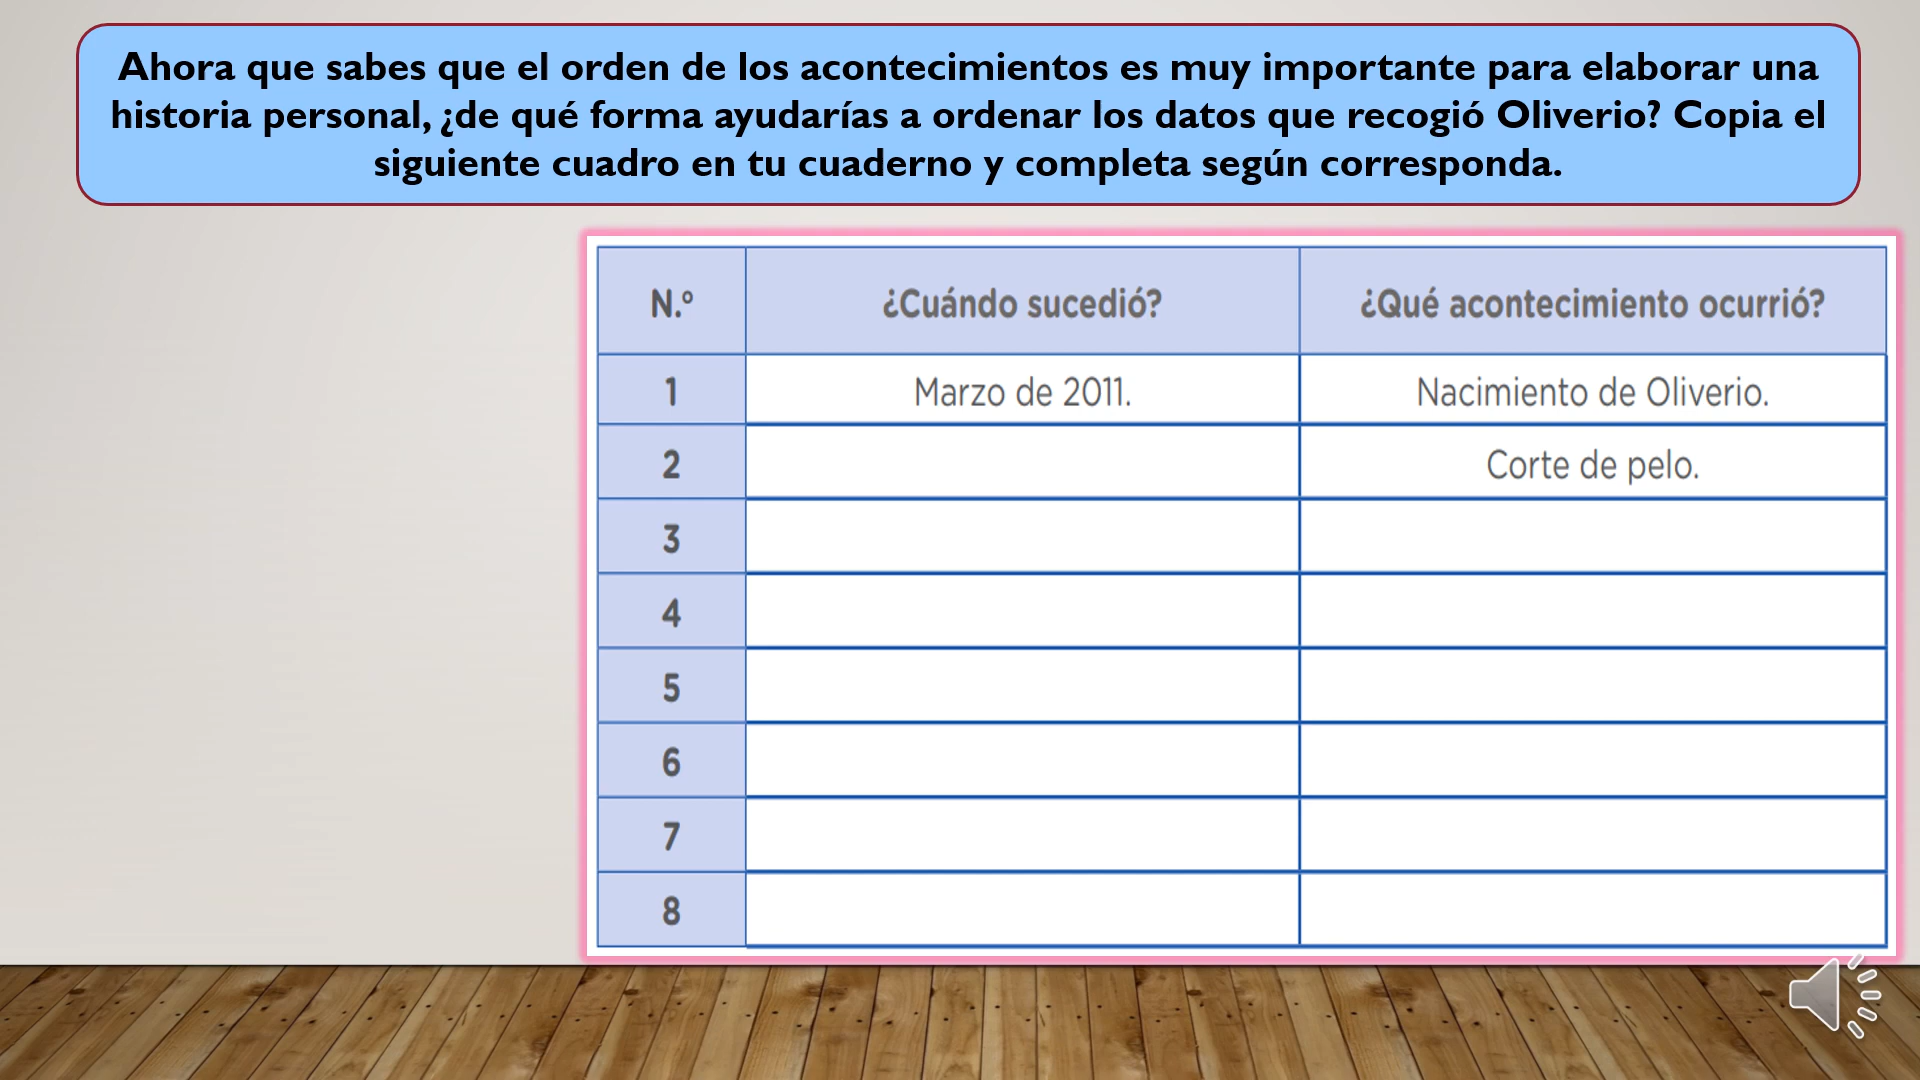 Ahora que sabes que el orden de los acontecimientos es muy importante para elaborar una
historia personal, ¿de qué forma ayudarías a ordenar los datos que recogió Oliverio? Copia el
siguiente cuadro en tu cuaderno y completa según corresponda.
N.º ¿Cuándo sucedió? ¿Qué acontecimiento ocurrió?
1 Marzo de 2011. Nacimiento de Oliverio.
2 Corte de pelo.
3
4
5
6
7
8